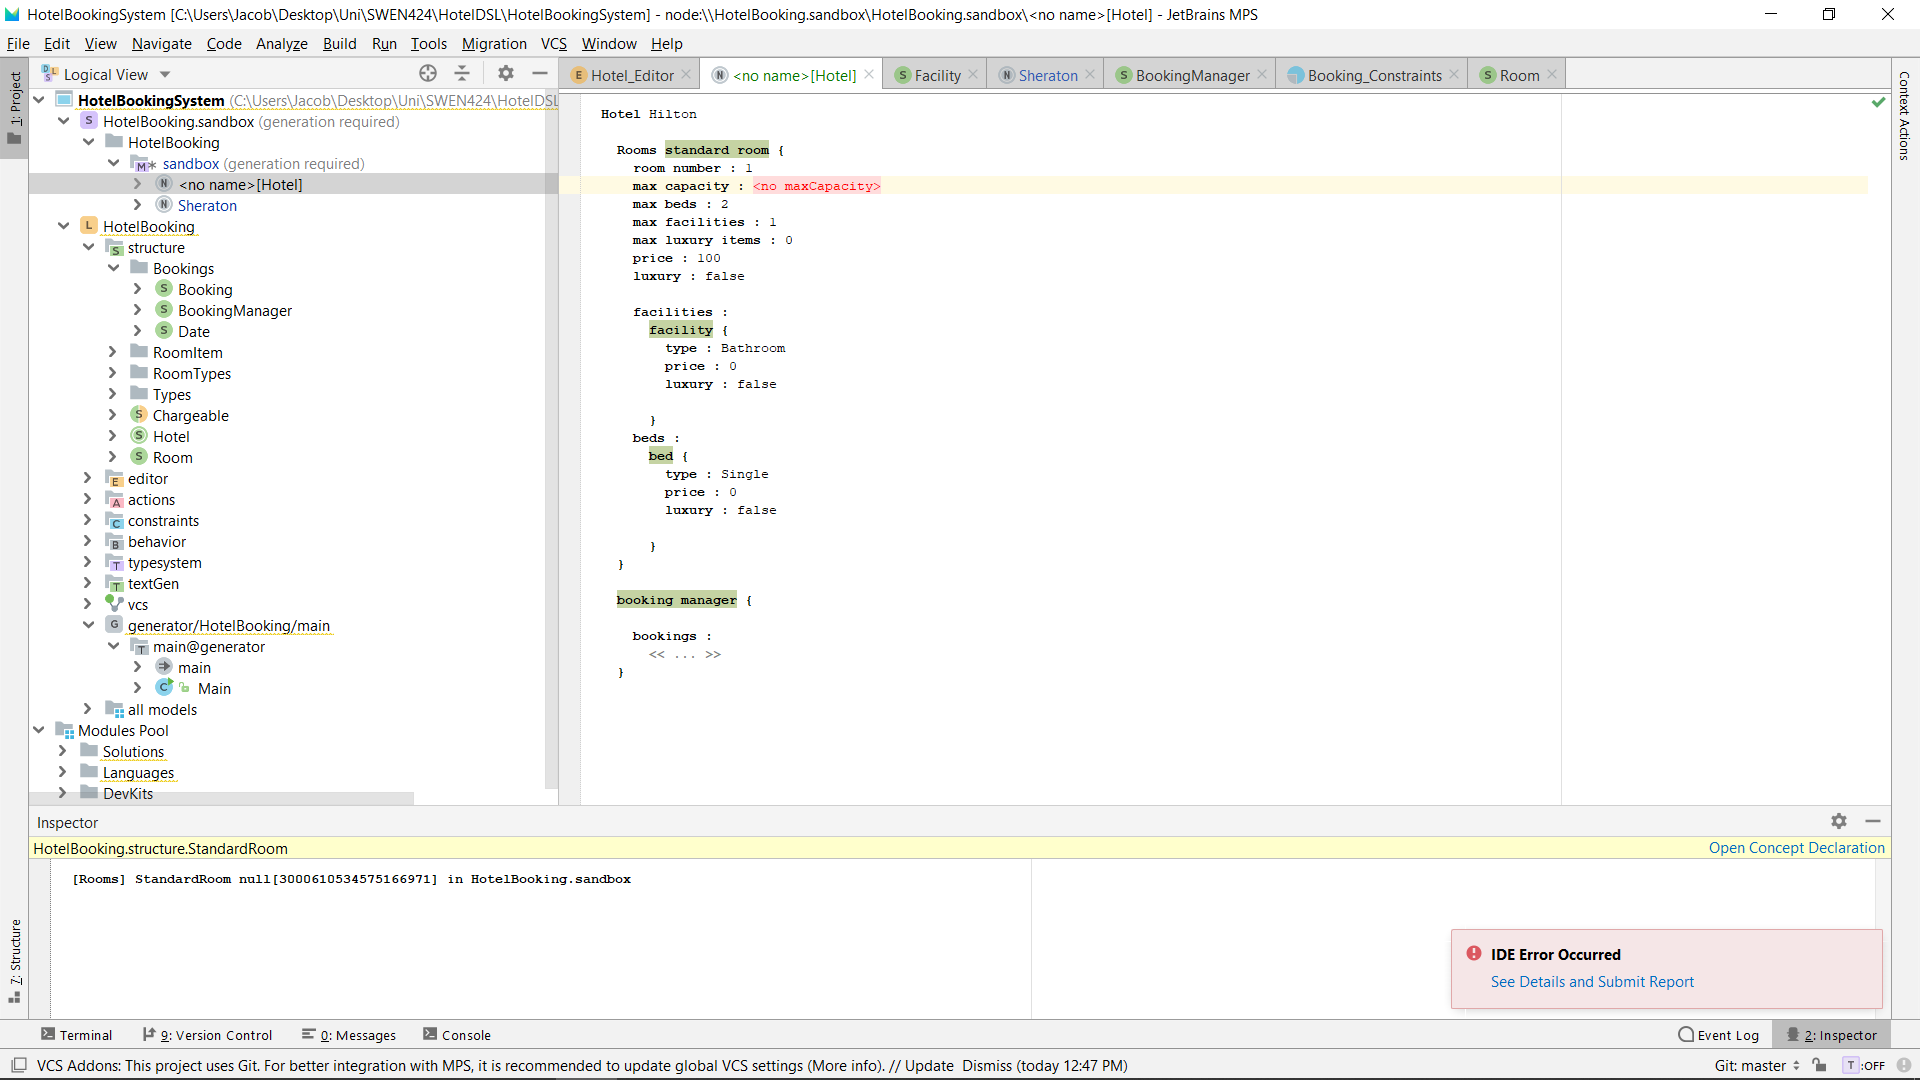 HotelBookingSystem [C:\Users\Jacob\Desktop\Uni\SWEN424\HotelDSL\HotelBookingSystem] - node:\\HotelBooking.sandbox\HotelBooking.sandbox\<no name>[Hotel] - JetBrains MPS
File Edit View Navigate Code Analyze Build Run Tools Migration VCS Window Help
1: Project
Logical View
HotelBookingSystem (C:\Users\Jacob\Desktop\Uni\SWEN424\HotelDSL
HotelBooking.sandbox (generation required)
HotelBooking
sandbox (generation required)
<no name>[Hotel]
Sheraton
HotelBooking
structure
Bookings
Booking
BookingManager
Date
RoomItem
RoomTypes
Types
Chargeable
Hotel
Room
editor
actions
constraints
behavior
typesystem
textGen
vcs
generator/HotelBooking/main
main@generator
main
Main
all models
Modules Pool
Solutions
Languages
DevKits
Hotel_Editor <no name>[Hotel] Facility Sheraton BookingManager Booking_Constraints Room
Hotel Hilton
Rooms standard room {
room number : 1
max capacity : <no maxCapacity>
max beds : 2
max facilities : 1
max luxury items : 0
price : 100
luxury : false
facilities :
facility {
type : Bathroom
price : 0
luxury : false
}
beds :
bed {
type : Single
price : 0
luxury : false
}
}
booking manager {
bookings :
<< ... >>
}
Context Actions
Inspector
HotelBooking.structure.StandardRoom
Open Concept Declaration
[Rooms] StandardRoom null[3000610534575166971] in HotelBooking.sandbox
7: Structure
IDE Error Occurred
See Details and Submit Report
Terminal 9: Version Control 0: Messages Console
Event Log 2: Inspector
VCS Addons: This project uses Git. For better integration with MPS, it is recommended to update global VCS settings (More info). // Update Dismiss (today 12:47 PM)
Git: master T :OFF